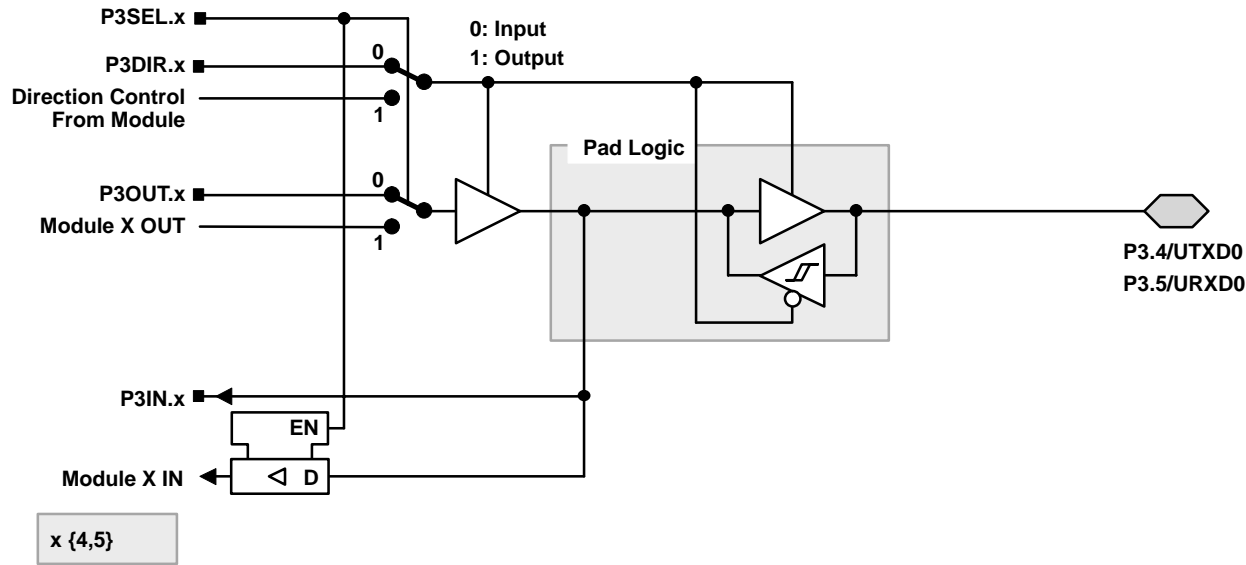 P3SEL.x
0: Input
1: Output
P3DIR.x
0
Direction Control
From Module
1
Pad Logic
P3OUT.x
0
Module X OUT
1
P3.4/UTXD0
P3.5/URXD0
P3IN.x
EN
Module X IN
D
x {4,5}